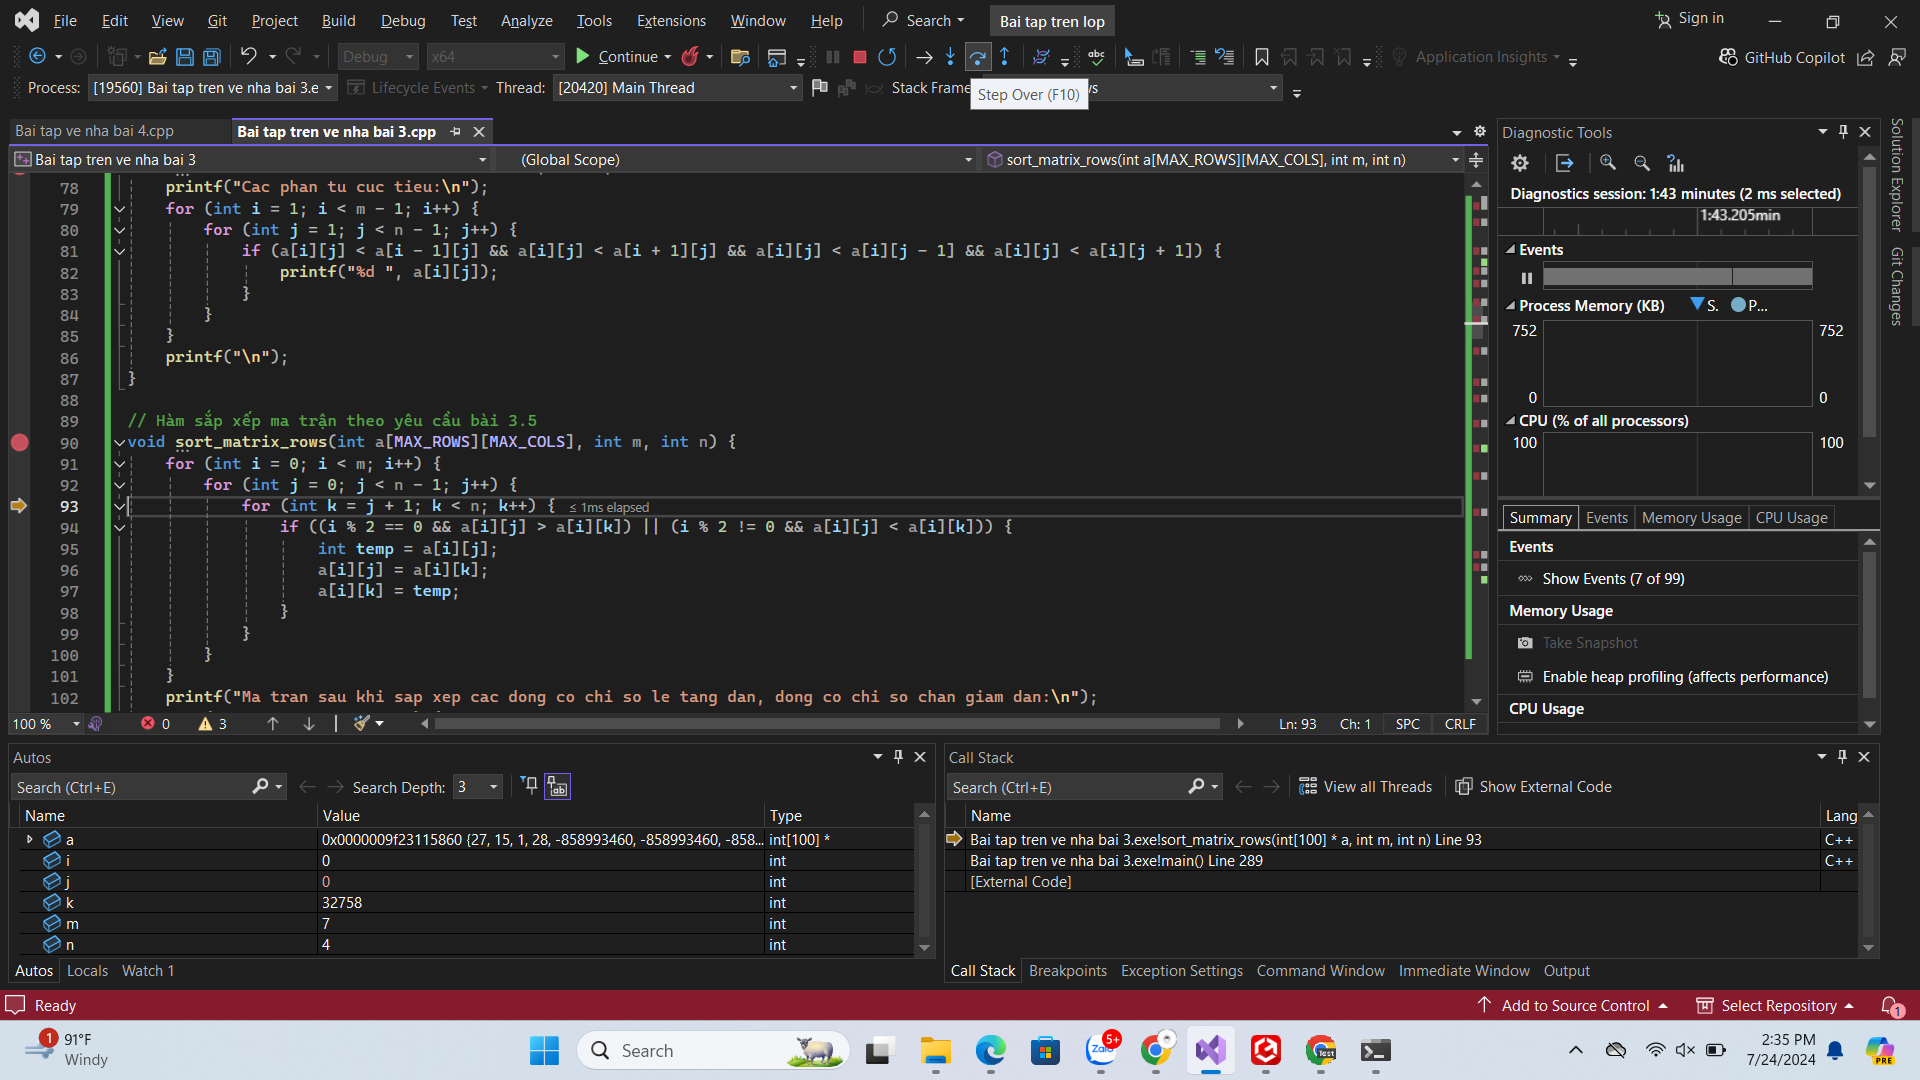 File Edit View Git Project Build Debug Test Analyze Tools Extensions Window Help Search Bai tap tren lop Sign in
Debug x64 Continue Application Insights GitHub Copilot
Process: [19560] Bai tap tren ve nha bai 3.e Lifecycle Events Thread: [20420] Main Thread Stack Frame
Step Over (F10)
Bai tap ve nha bai 4.cpp Bai tap tren ve nha bai 3.cpp
Bai tap tren ve nha bai 3 (Global Scope) sort_matrix_rows(int a[MAX_ROWS][MAX_COLS], int m, int n)
78 printf("Cac phan tu cuc tieu:\n");
79 for (int i = 1; i < m - 1; i++) {
80 for (int j = 1; j < n - 1; j++) {
81 if (a[i][j] < a[i - 1][j] && a[i][j] < a[i + 1][j] && a[i][j] < a[i][j - 1] && a[i][j] < a[i][j + 1]) {
82 printf("%d ", a[i][j]);
83 }
84 }
85 }
86 printf("\n");
87 }
88
89 // Hàm sắp xếp ma trận theo yêu cầu bài 3.5
90 void sort_matrix_rows(int a[MAX_ROWS][MAX_COLS], int m, int n) {
91 for (int i = 0; i < m; i++) {
92 for (int j = 0; j < n - 1; j++) {
93 for (int k = j + 1; k < n; k++) { ≤ 1ms elapsed
94 if ((i % 2 == 0 && a[i][j] > a[i][k]) || (i % 2 != 0 && a[i][j] < a[i][k])) {
95 int temp = a[i][j];
96 a[i][j] = a[i][k];
97 a[i][k] = temp;
98 }
99 }
100 }
101 }
102 printf("Ma tran sau khi sap xep cac dong co chi so le tang dan, dong co chi so chan giam dan:\n");
100 % 0 3 Ln: 93 Ch: 1 SPC CRLF
Diagnostic Tools
Diagnostics session: 1:43 minutes (2 ms selected)
1:43.205min
Events
Process Memory (KB) S. P...
752 752
0 0
CPU (% of all processors)
100 100
Summary Events Memory Usage CPU Usage
Events
Show Events (7 of 99)
Memory Usage
Take Snapshot
Enable heap profiling (affects performance)
CPU Usage
Solution Explorer
Git Changes
Autos
Search (Ctrl+E) Search Depth: 3
Name Value Type
a 0x0000009f23115860 {27, 15, 1, 28, -858993460, -858993460, -858... int[100] *
i 0 int
j 0 int
k 32758 int
m 7 int
n 4 int
Autos Locals Watch 1
Call Stack
Search (Ctrl+E) View all Threads Show External Code
Name Lang
Bai tap tren ve nha bai 3.exe!sort_matrix_rows(int[100] * a, int m, int n) Line 93 C++
Bai tap tren ve nha bai 3.exe!main() Line 289 C++
[External Code]
Call Stack Breakpoints Exception Settings Command Window Immediate Window Output
Ready Add to Source Control Select Repository 1
1 91°F
Windy
Search
Zalo 5+
Test
2:35 PM
7/24/2024
PRE